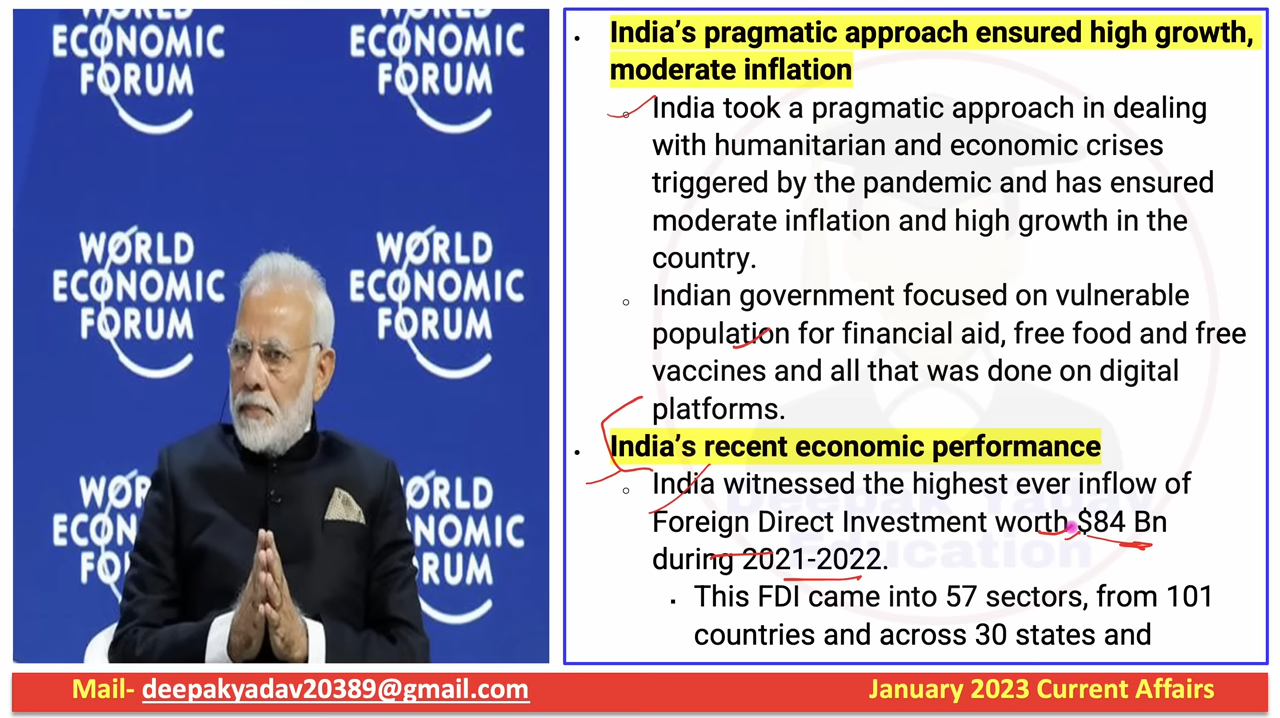 WORLD
ECONOMIC
FORUM
WORLD
ECONOMIC
FORUM
WORLD
ECONOMIC
FORUM
WORLD
ECONOMIC
FORUM
• India’s pragmatic approach ensured high growth,
moderate inflation
India took a pragmatic approach in dealing
with humanitarian and economic crises
triggered by the pandemic and has ensured
moderate inflation and high growth in the
country.
Indian government focused on vulnerable
population for financial aid, free food and free
vaccines and all that was done on digital
platforms.
• India’s recent economic performance
India witnessed the highest ever inflow of
Foreign Direct Investment worth $84 Bn
during 2021-2022.
This FDI came into 57 sectors, from 101
countries and across 30 states and
Deepak Yadav
Education
Mail- deepakyadav20389@gmail.com
January 2023 Current Affairs